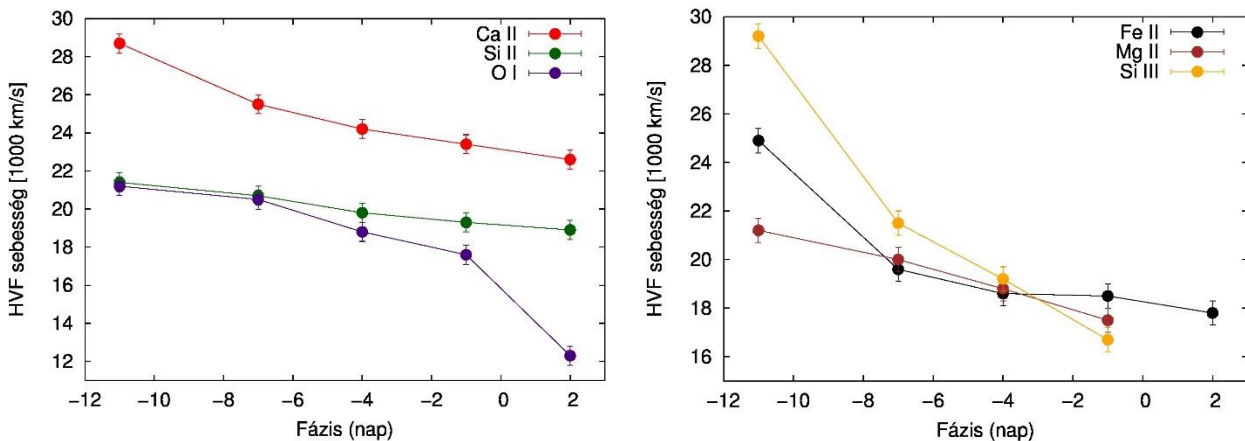 30
28
26
24
22
20
18
16
14
12
HVF sebesség [1000 km/s]
Ca II
Si II
O I
−12 −10 −8 −6 −4 −2 0 2
Fázis (nap)
30
28
26
24
22
20
18
16
HVF sebesség [1000 km/s]
Fe II
Mg II
Si III
−12 −10 −8 −6 −4 −2 0 2
Fázis (nap)